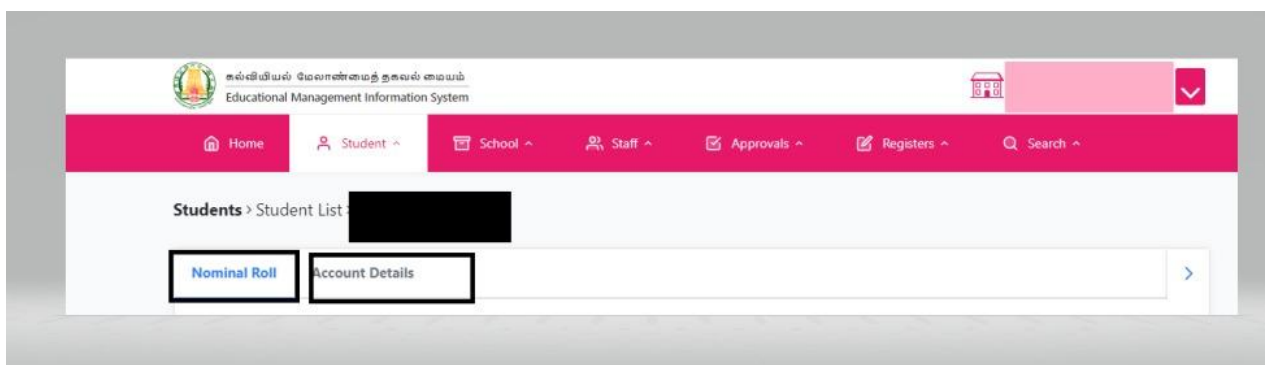 கல்வியியல் மேலாண்மைத் தகவல் மையம்
Educational Management Information System
Home Student School Staff Approvals Registers Search
Students > Student List >
Nominal Roll Account Details